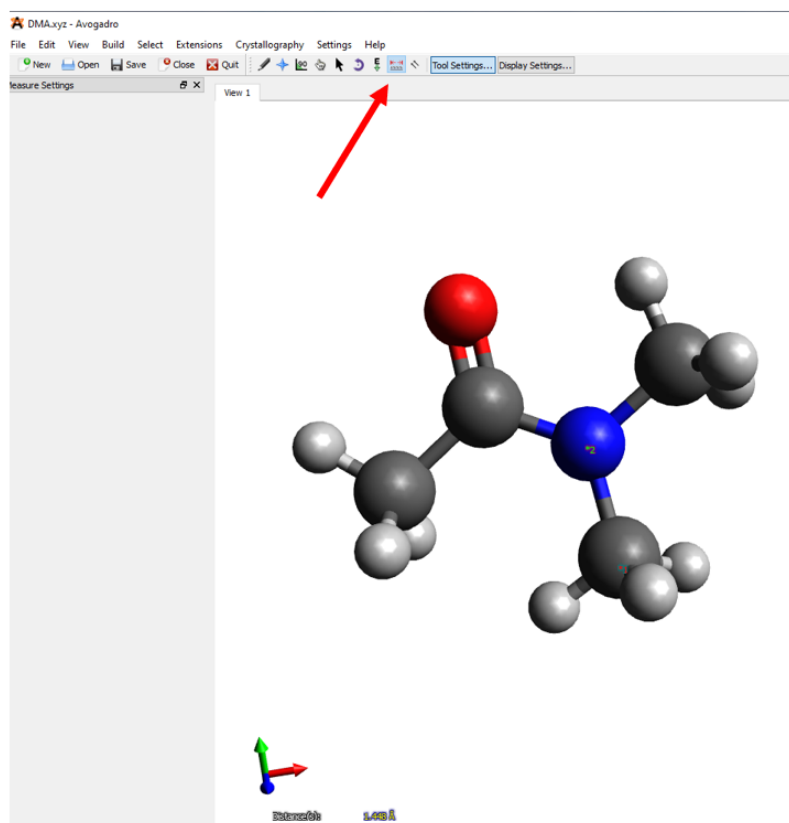 DMA.xyz - Avogadro
File Edit View Build Select Extensions Crystallography Settings Help
New Open Save Close Quit Tool Settings... Display Settings...
Measure Settings
View 1
*2
Distance(s): 1.448 Å